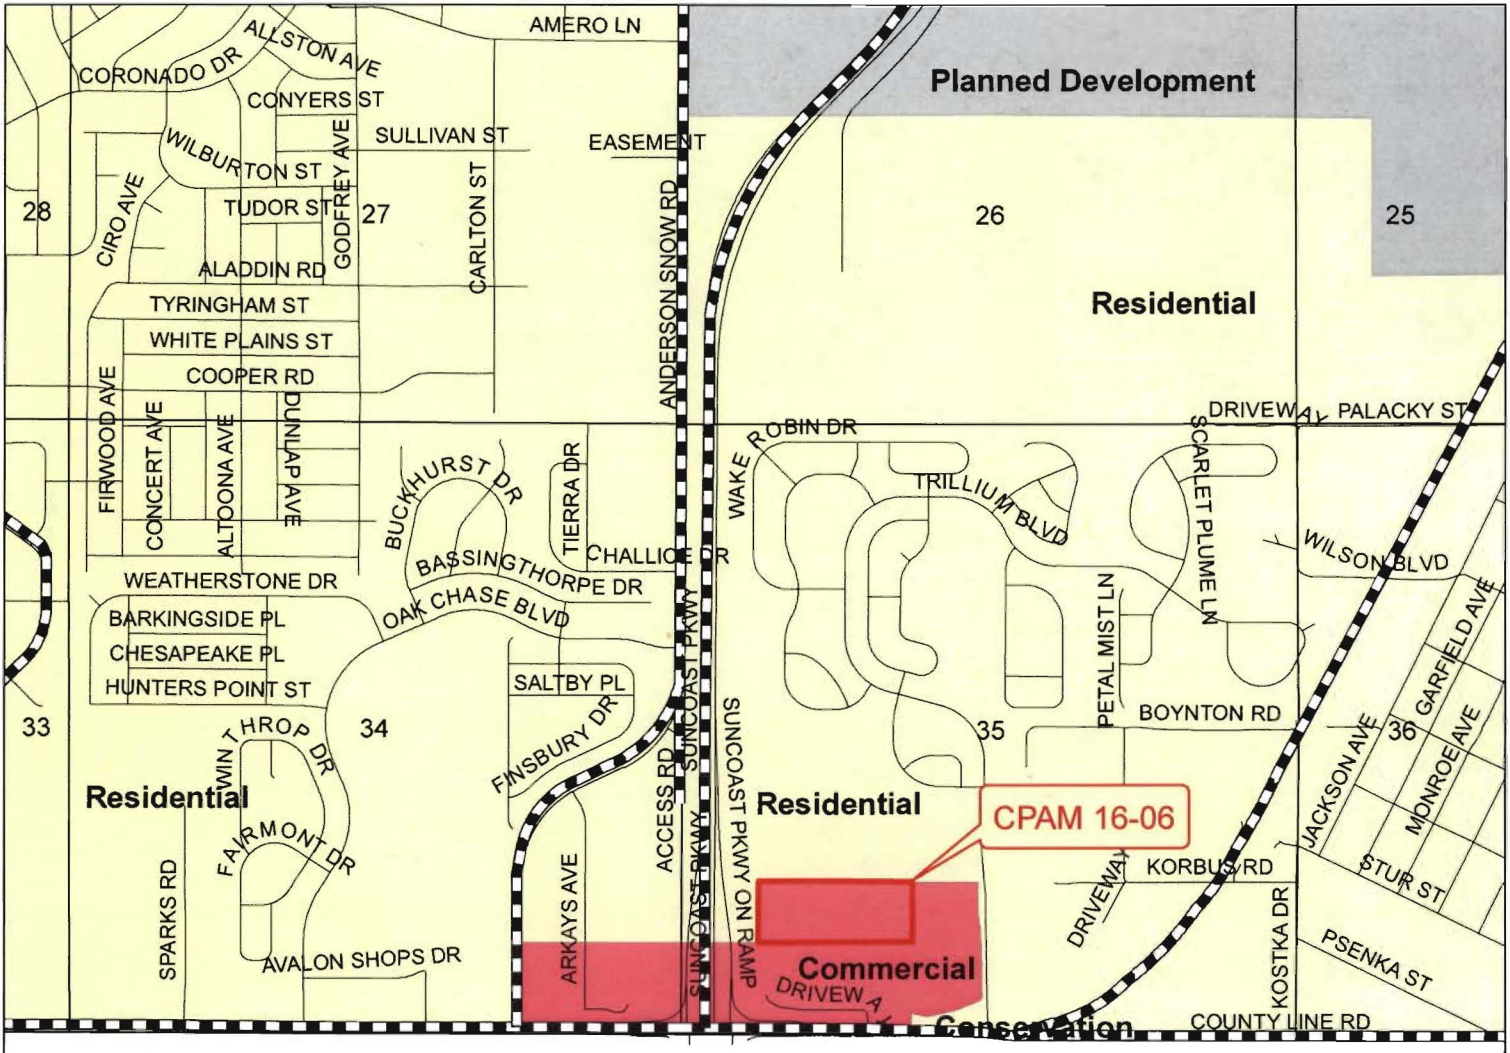 AMERO LN
ALLSTON AVE
CORONADO DR
Planned Development
CONYERS ST
SULLIVAN ST
EASEMENT
WILBURTON ST
GODFREY AVE
CARLTON ST
ANDERSON SNOW RD
CIRO AVE
TUDOR ST
28
27
26
25
ALADDIN RD
TYRINGHAM ST
Residential
WHITE PLAINS ST
COOPER RD
FIRWOOD AVE
CONCERT AVE
ALTOONA AVE
DUNLAP AVE
DRIVEWAY
PALACKY ST
WAKE ROBIN DR
SCARLET PLUME LN
BUCKHURST DR
TIERRA DR
TRILLIUM BLVD
CHALLICE DR
WILSON BLVD
BASSINGTHORPE DR
WEATHERSTONE DR
OAK CHASE BLVD
BARKINGSIDE PL
CHESAPEAKE PL
HUNTERS POINT ST
SALTBY PL
SUNCOAST PKWY
PETAL MIST LN
GARFIELD AVE
BOYNTON RD
33
34
35
36
WINTHROP DR
FINSBURY DR
SUNCOAST PKWY ON RAMP
JACKSON AVE
MONROE AVE
Residential
Residential
ACCESS RD
CPAM 16-06
FAIRMONT DR
SPARKS RD
ARKAYS AVE
SUNCOAST PKWY
DRIVEWAY
KORBUS RD
STUR ST
KOSTKA DR
PSENKA ST
AVALON SHOPS DR
Commercial
DRIVEWAY
Conservation
COUNTY LINE RD